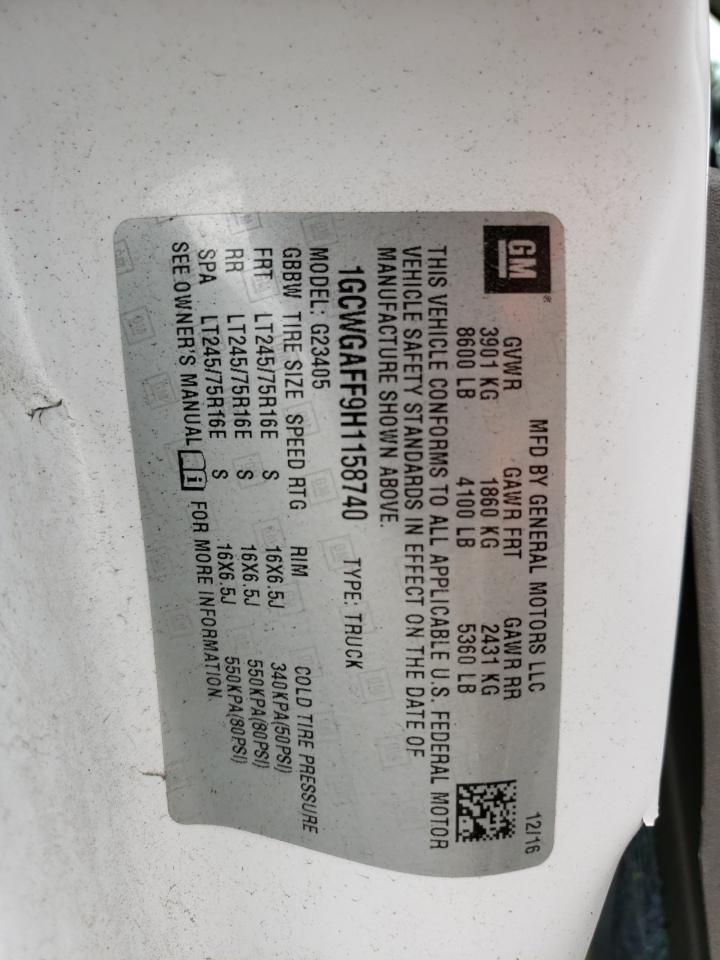 GM
MFD BY GENERAL MOTORS LLC 12/16
GVWR GAWR FRT GAWR RR
3901 KG 1860 KG 2431 KG
8600 LB 4100 LB 5360 LB
THIS VEHICLE CONFORMS TO ALL APPLICABLE U.S. FEDERAL MOTOR
VEHICLE SAFETY STANDARDS IN EFFECT ON THE DATE OF
MANUFACTURE SHOWN ABOVE.
1GCWGAFF9H1158740 TYPE: TRUCK
MODEL: G23405
GBBW TIRE SIZE SPEED RTG RIM COLD TIRE PRESSURE
FRT LT245/75R16E S 16X6.5J 340KPA(50PSI)
RR LT245/75R16E S 16X6.5J 550KPA(80PSI)
SPA LT245/75R16E S 16X6.5J 550KPA(80PSI)
SEE OWNER'S MANUAL FOR MORE INFORMATION.